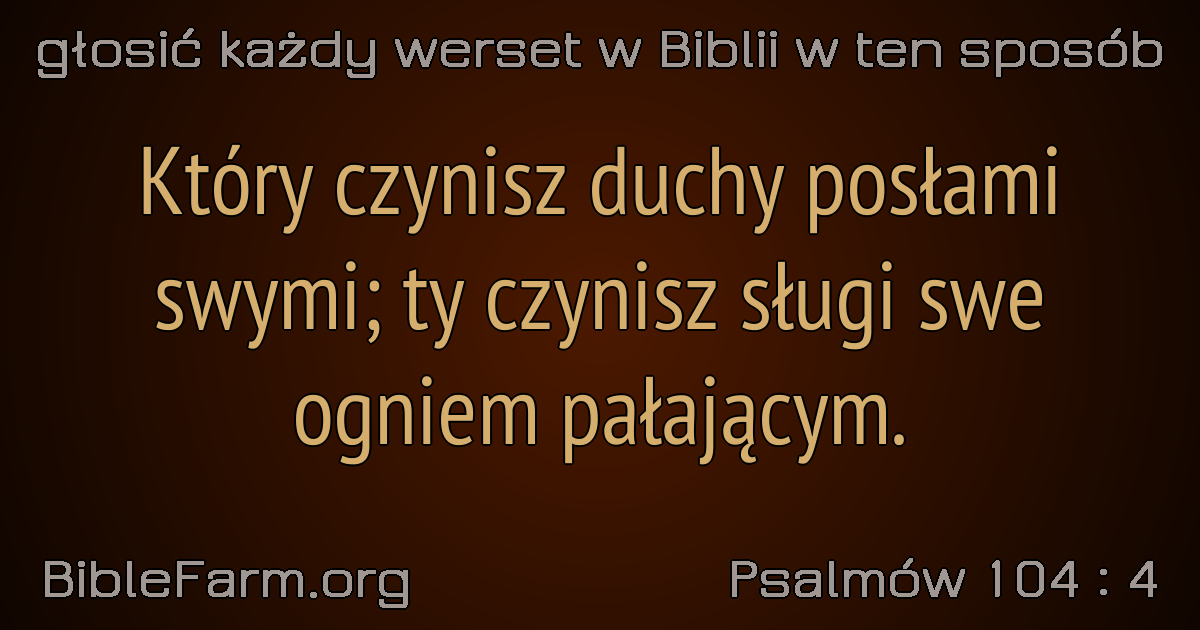 głosić każdy werset w Biblii w ten sposób
Który czynisz duchy posłami
swymi; ty czynisz sługi swe
ogniem pałającym.
BibleFarm.org
Psalmów 104 : 4